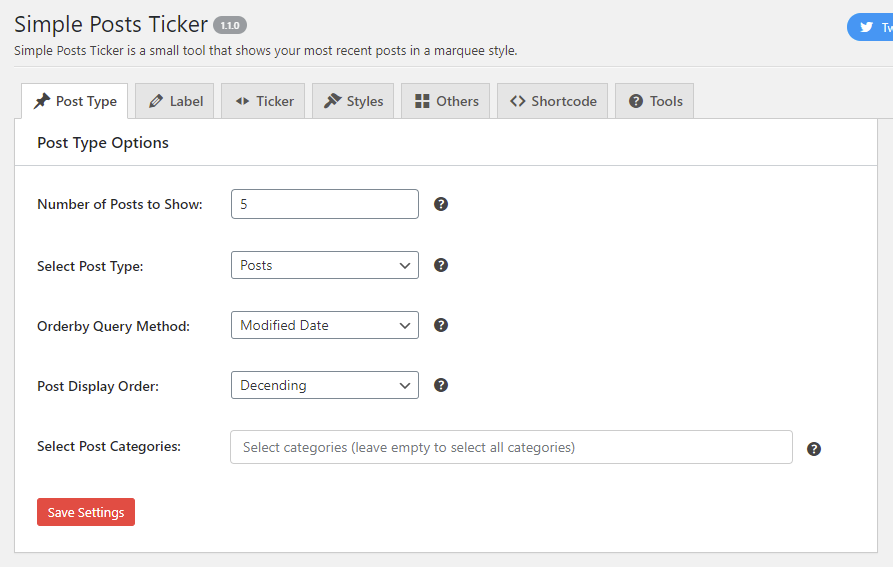 Simple Posts Ticker 1.1.0
Tw
Simple Posts Ticker is a small tool that shows your most recent posts in a marquee style.
Post Type Label Ticker Styles Others Shortcode Tools
Post Type Options
Number of Posts to Show: 5
Select Post Type: Posts
Orderby Query Method: Modified Date
Post Display Order: Decending
Select Post Categories: Select categories (leave empty to select all categories)
Save Settings